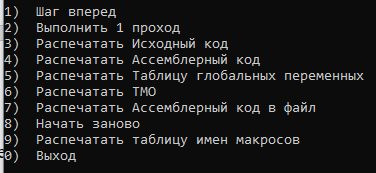 1) Шаг вперед
2) Выполнить 1 проход
3) Распечатать Исходный код
4) Распечатать Ассемблерный код
5) Распечатать Таблицу глобальных переменных
6) Распечатать ТМО
7) Распечатать Ассемблерный код в файл
8) Начать заново
9) Распечатать таблицу имен макросов
0) Выход